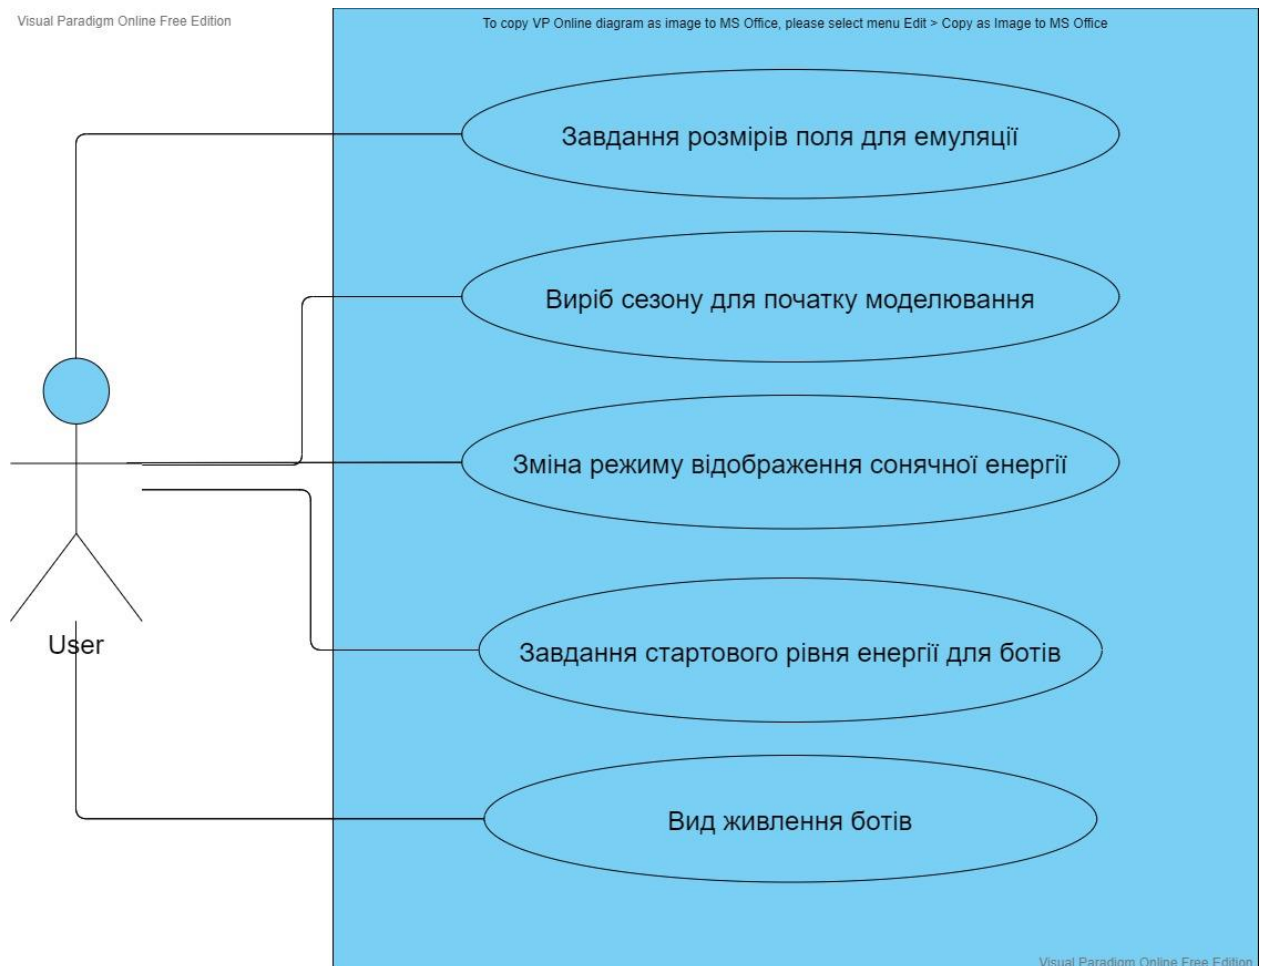 Visual Paradigm Online Free Edition
To copy VP Online diagram as image to MS Office, please select menu Edit > Copy as Image to MS Office
Завдання розмірів поля для емуляції
Виріб сезону для початку моделювання
Зміна режиму відображення сонячної енергії
User
Завдання стартового рівня енергії для ботів
Вид живлення ботів
Visual Paradigm Online Free Edition